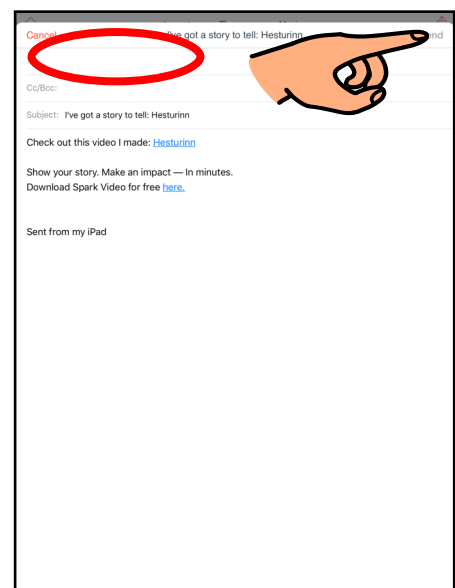 Cancel
I've got a story to tell: Hesturinn
Cc/Bcc:
Subject: I've got a story to tell: Hesturinn
Check out this video I made: Hesturinn
Show your story. Make an impact — In minutes.
Download Spark Video for free here.
Sent from my iPad